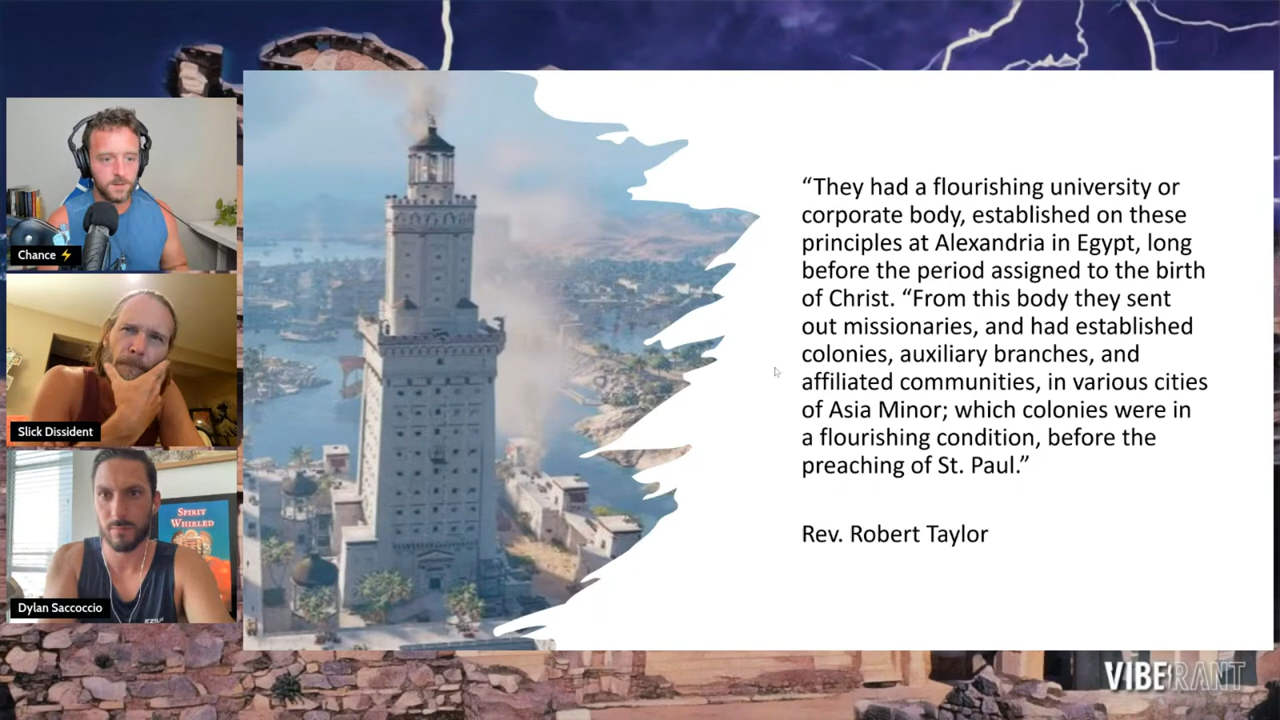 Chance
Slick Dissident
SPIRIT
WHIRLED
Dylan Saccoccio
“They had a flourishing university or
corporate body, established on these
principles at Alexandria in Egypt, long
before the period assigned to the birth
of Christ. “From this body they sent
out missionaries, and had established
colonies, auxiliary branches, and
affiliated communities, in various cities
of Asia Minor; which colonies were in
a flourishing condition, before the
preaching of St. Paul.”
Rev. Robert Taylor
VIBERANT